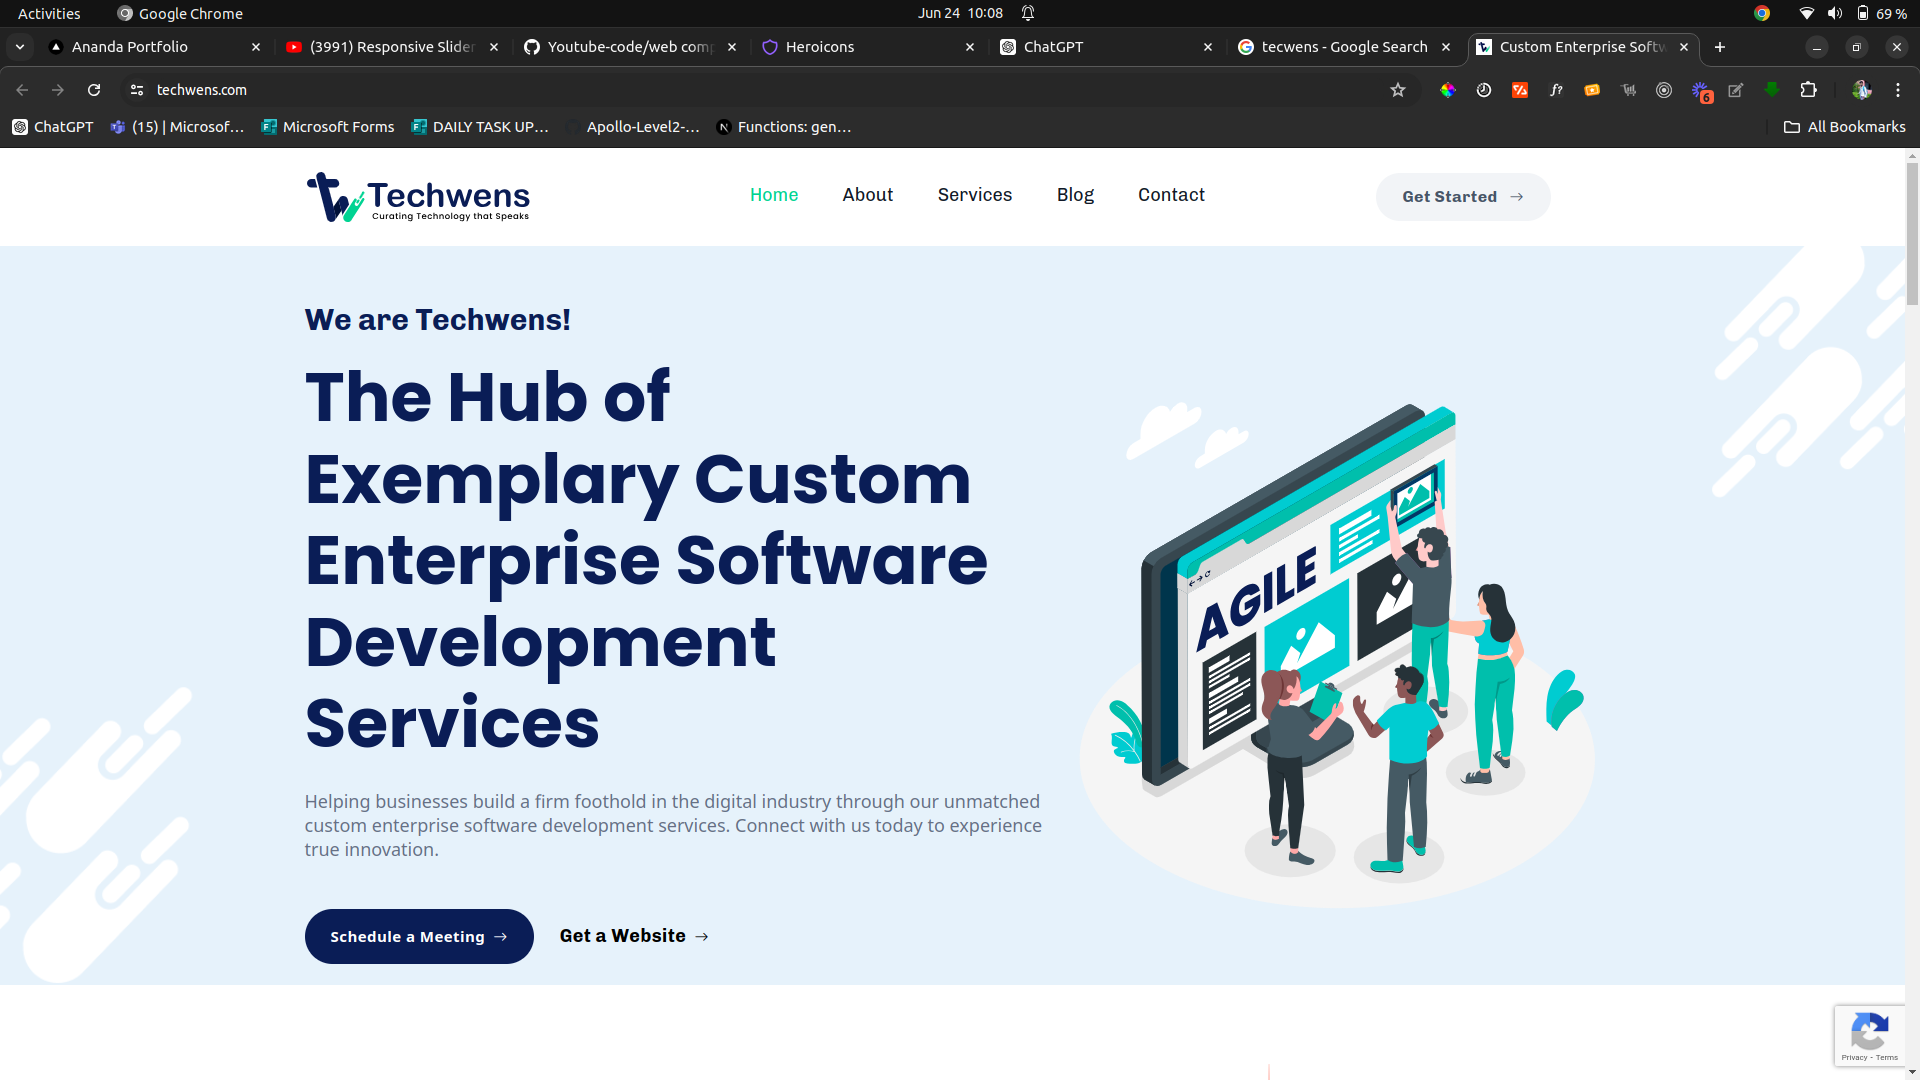 Activities
Google Chrome
Jun 24 10:08
69 %
Ananda Portfolio
(3991) Responsive Slider
Youtube-code/web comp
Heroicons
ChatGPT
tecwens - Google Search
Custom Enterprise Softw
techwens.com
f?
6
ChatGPT
(15) | Microsof...
Microsoft Forms
DAILY TASK UP...
Apollo-Level2-...
Functions: gen...
All Bookmarks
Techwens
Curating Technology that Speaks
Home
About
Services
Blog
Contact
Get Started
We are Techwens!
The Hub of
Exemplary Custom
Enterprise Software
Development
Services
Helping businesses build a firm foothold in the digital industry through our unmatched
custom enterprise software development services. Connect with us today to experience
true innovation.
Schedule a Meeting
Get a Website
AGILE
Privacy - Terms